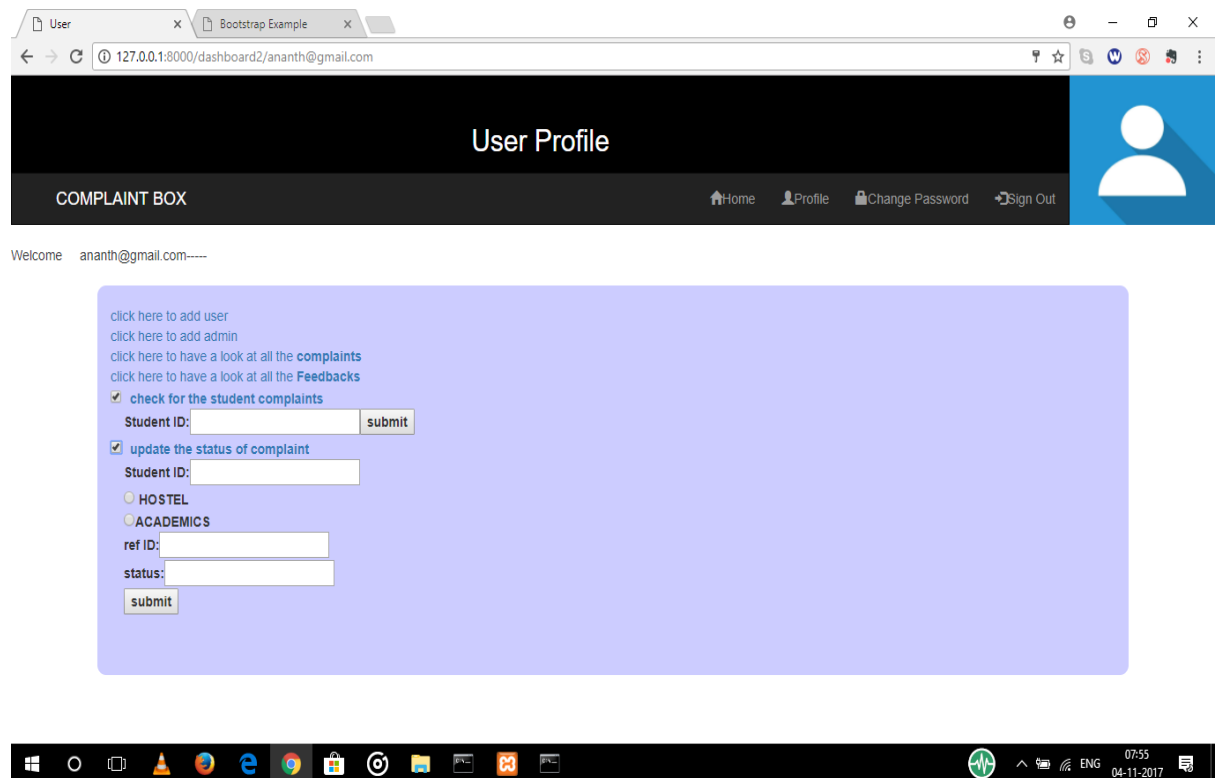 User
Bootstrap Example
127.0.0.1:8000/dashboard2/ananth@gmail.com
User Profile
COMPLAINT BOX
Home Profile Change Password Sign Out
Welcome ananth@gmail.com-----
click here to add user
click here to add admin
click here to have a look at all the complaints
click here to have a look at all the Feedbacks
check for the student complaints
Student ID: submit
update the status of complaint
Student ID:
HOSTEL
ACADEMICS
ref ID:
status:
submit
ENG 07:55
04-11-2017